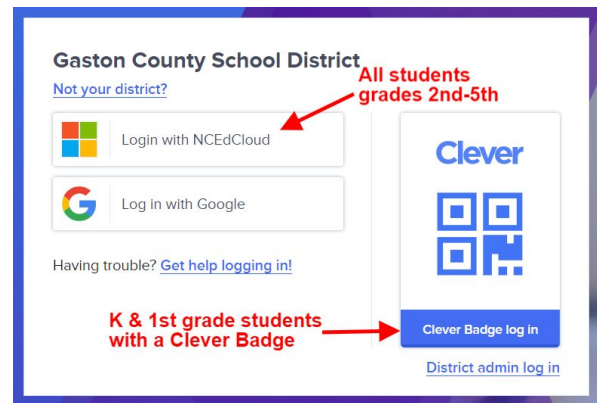 Gaston County School District
Not your district?
All students
grades 2nd-5th
Login with NCEdCloud
Log in with Google
Having trouble? Get help logging in!
K & 1st grade students
with a Clever Badge
Clever
Clever Badge log in
District admin log in